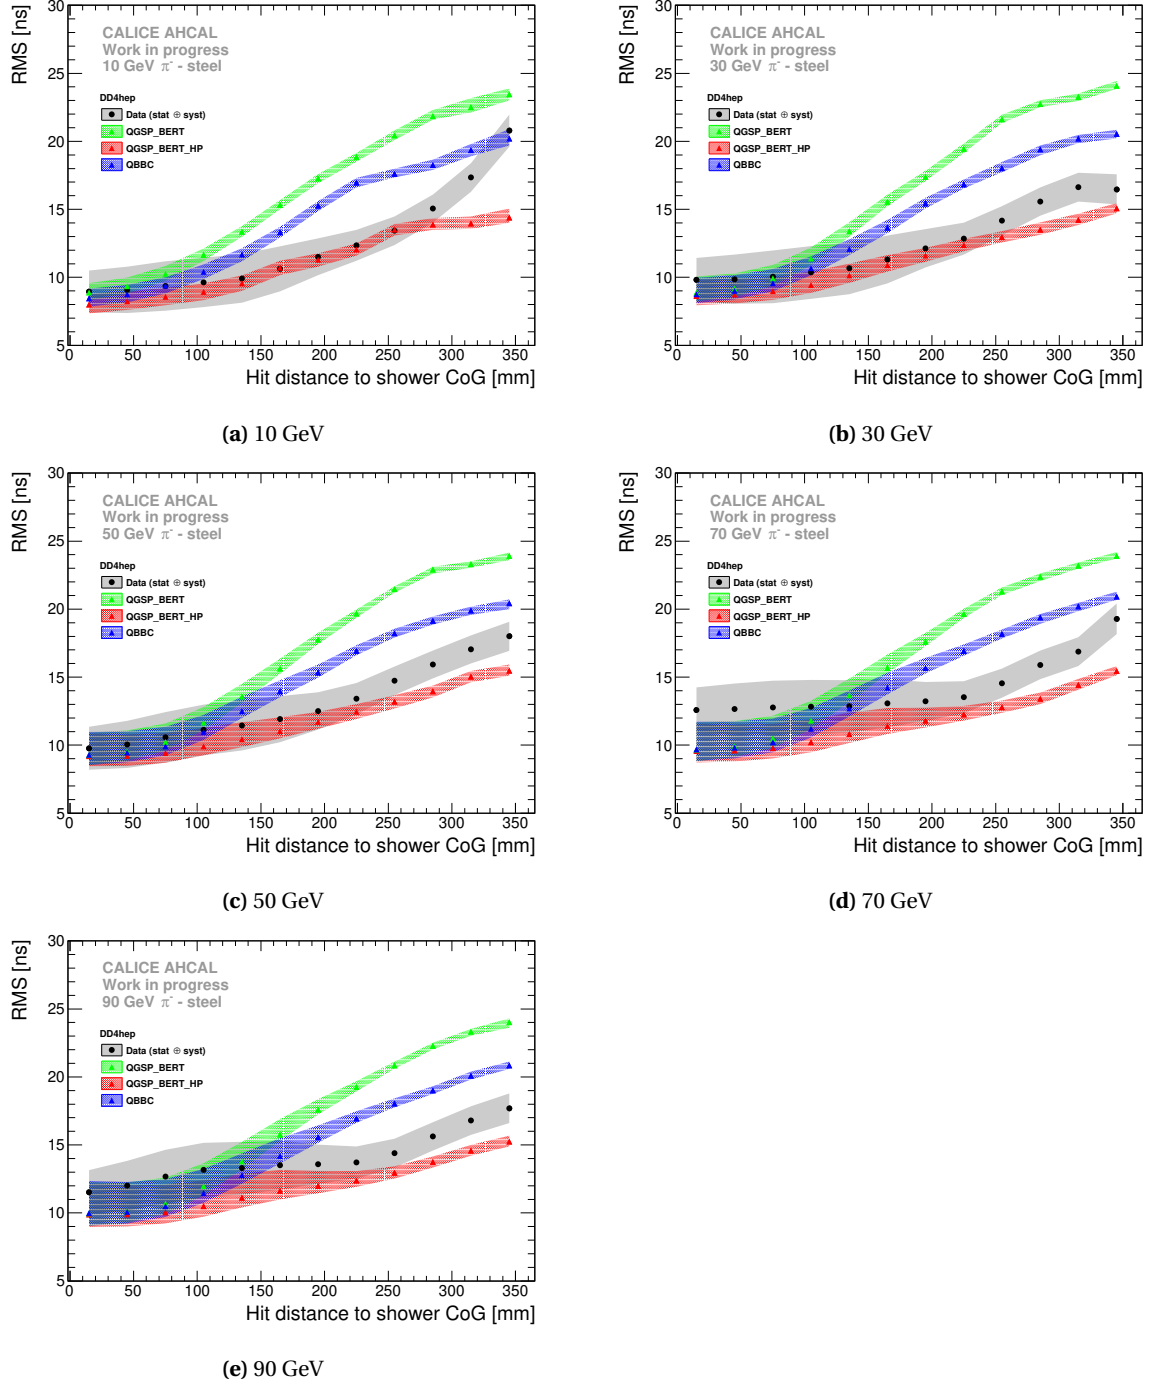 RMS [ns]
30
25
20
15
10
5
CALICE AHCAL
Work in progress
10 GeV π- - steel
DD4hep
Data (stat ⊕ syst)
QGSP_BERT
QGSP_BERT_HP
QBBC
0 50 100 150 200 250 300 350
Hit distance to shower CoG [mm]
(a) 10 GeV
RMS [ns]
30
25
20
15
10
5
CALICE AHCAL
Work in progress
30 GeV π- - steel
DD4hep
Data (stat ⊕ syst)
QGSP_BERT
QGSP_BERT_HP
QBBC
0 50 100 150 200 250 300 350
Hit distance to shower CoG [mm]
(b) 30 GeV
RMS [ns]
30
25
20
15
10
5
CALICE AHCAL
Work in progress
50 GeV π- - steel
DD4hep
Data (stat ⊕ syst)
QGSP_BERT
QGSP_BERT_HP
QBBC
0 50 100 150 200 250 300 350
Hit distance to shower CoG [mm]
(c) 50 GeV
RMS [ns]
30
25
20
15
10
5
CALICE AHCAL
Work in progress
70 GeV π- - steel
DD4hep
Data (stat ⊕ syst)
QGSP_BERT
QGSP_BERT_HP
QBBC
0 50 100 150 200 250 300 350
Hit distance to shower CoG [mm]
(d) 70 GeV
RMS [ns]
30
25
20
15
10
5
CALICE AHCAL
Work in progress
90 GeV π- - steel
DD4hep
Data (stat ⊕ syst)
QGSP_BERT
QGSP_BERT_HP
QBBC
0 50 100 150 200 250 300 350
Hit distance to shower CoG [mm]
(e) 90 GeV